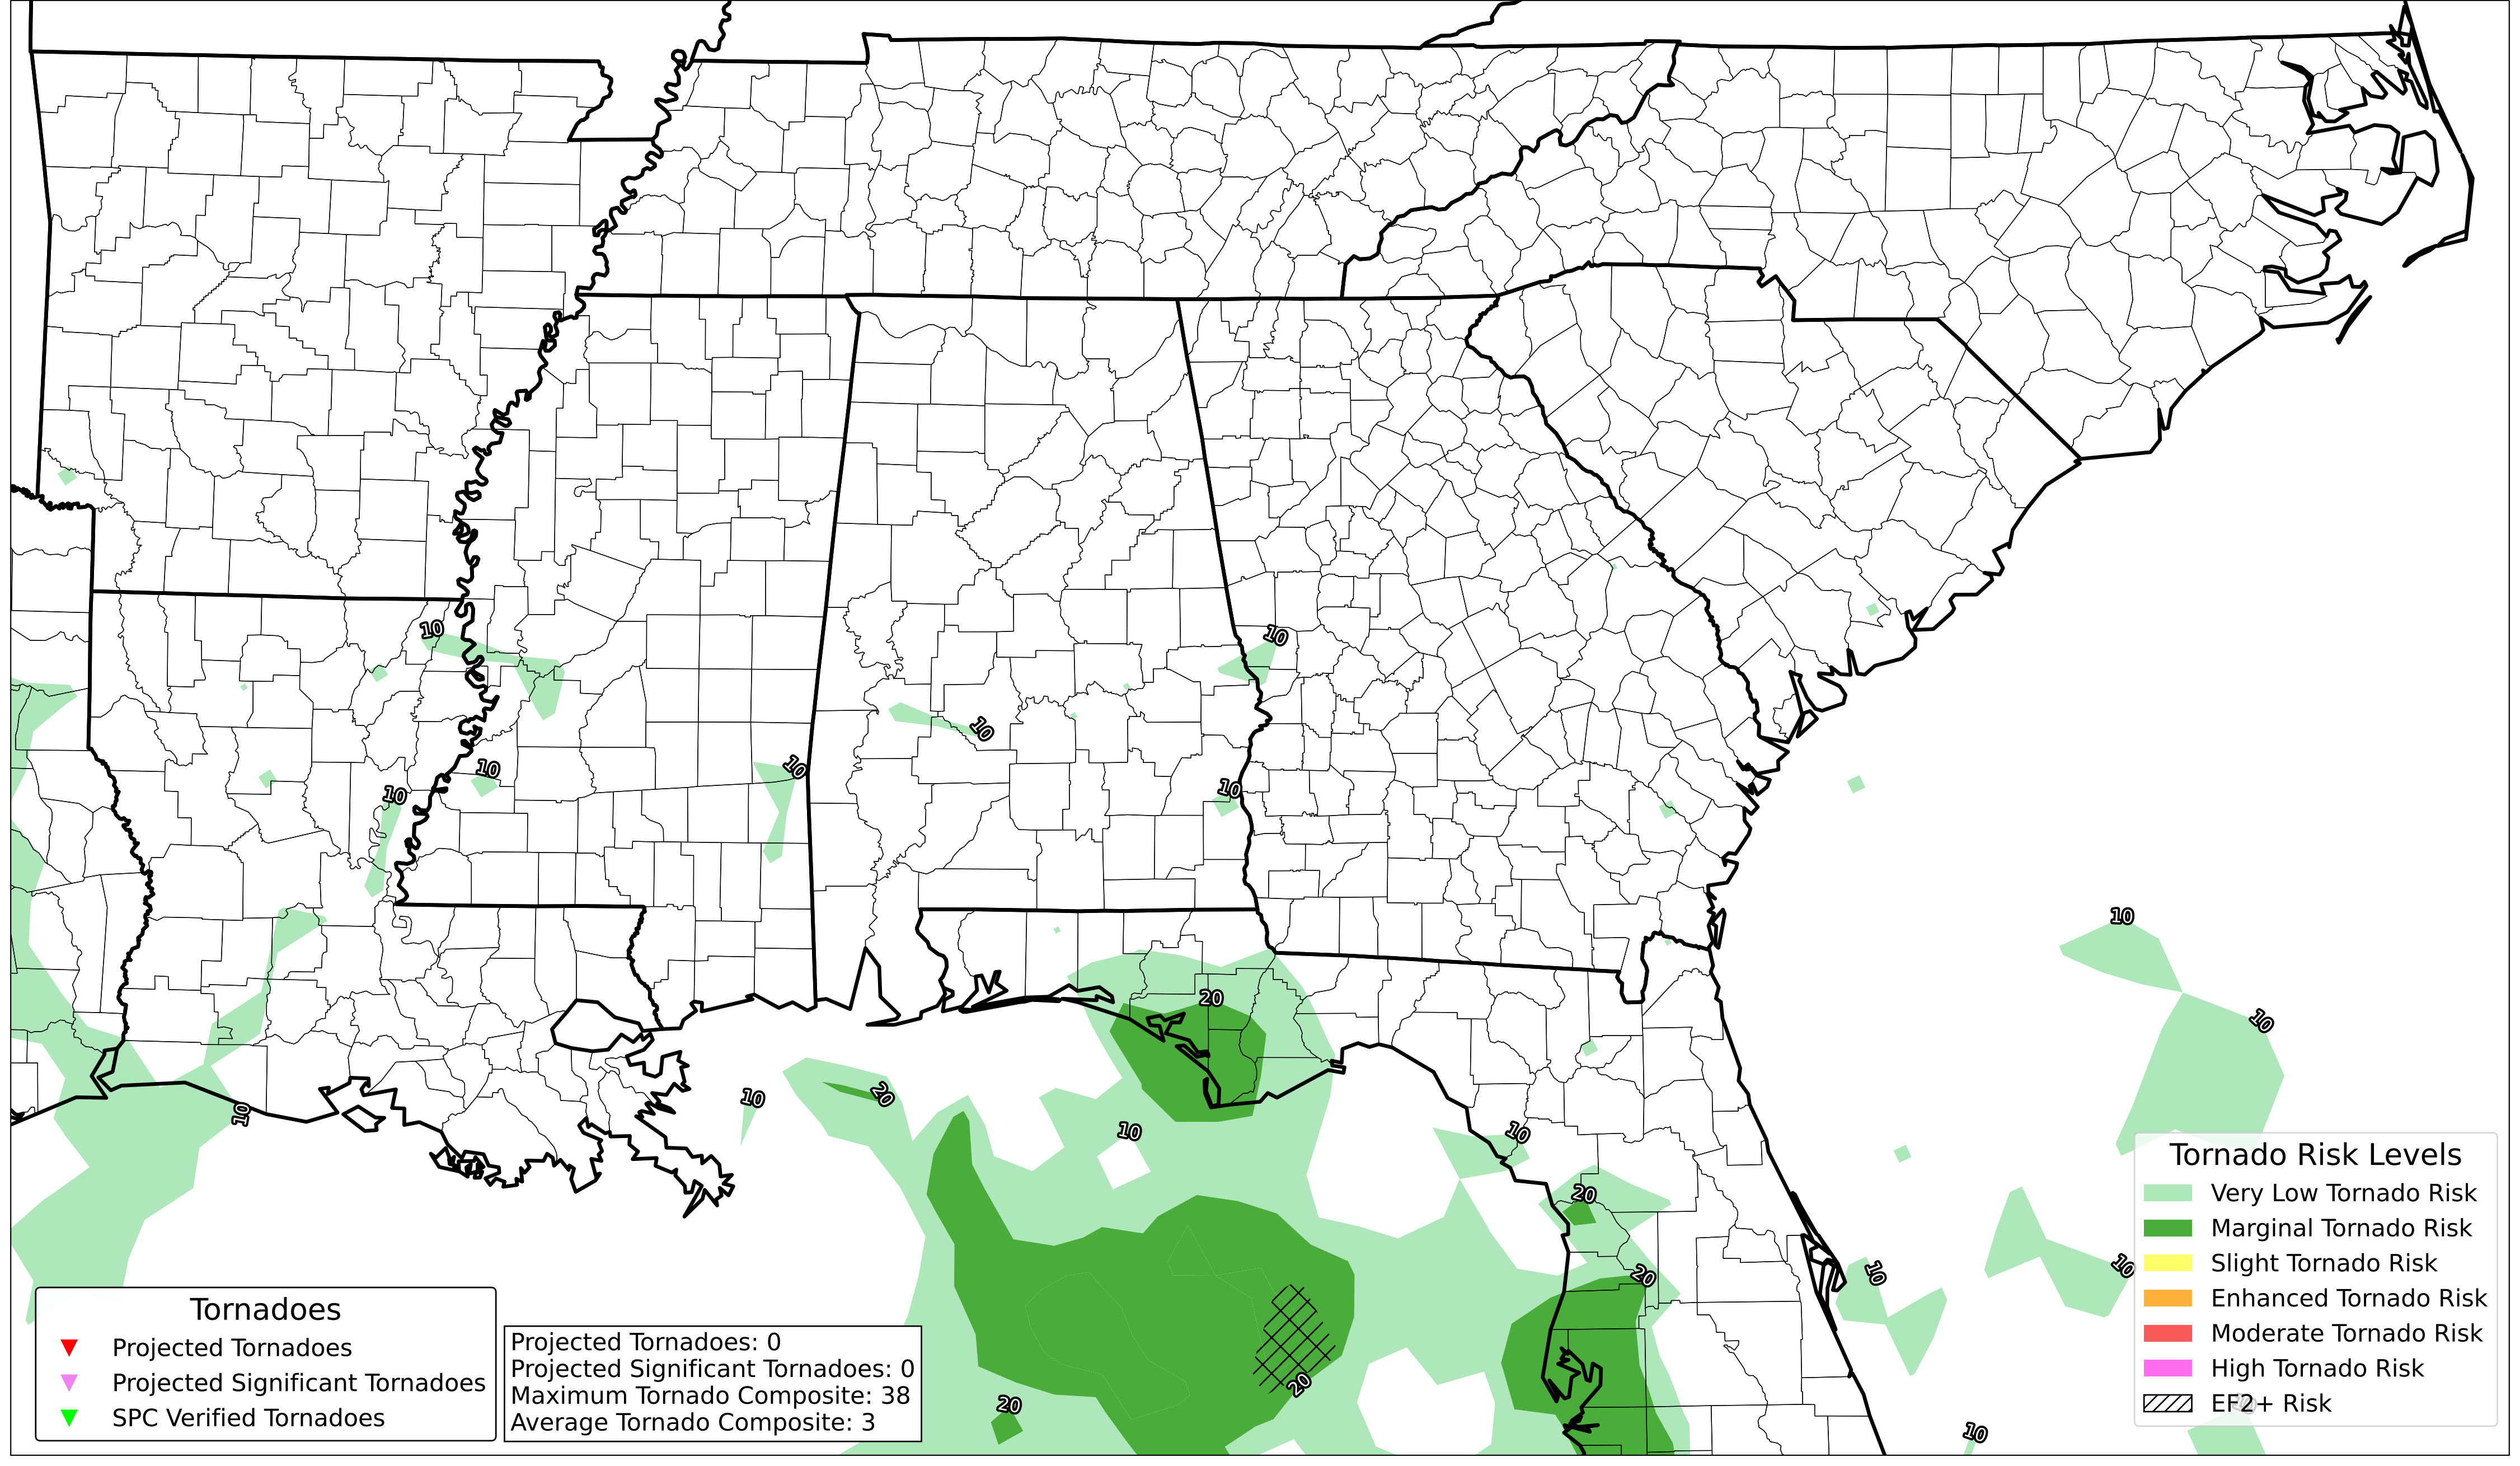 10
10
10
10
10
10
10
10
20
10
10
10
20
10
10
10
20
20
10
10
20
20
10
Tornado Risk Levels
Very Low Tornado Risk
Marginal Tornado Risk
Slight Tornado Risk
Enhanced Tornado Risk
Moderate Tornado Risk
High Tornado Risk
EF2+ Risk
Tornadoes
Projected Tornadoes
Projected Significant Tornadoes
SPC Verified Tornadoes
Projected Tornadoes: 0
Projected Significant Tornadoes: 0
Maximum Tornado Composite: 38
Average Tornado Composite: 3